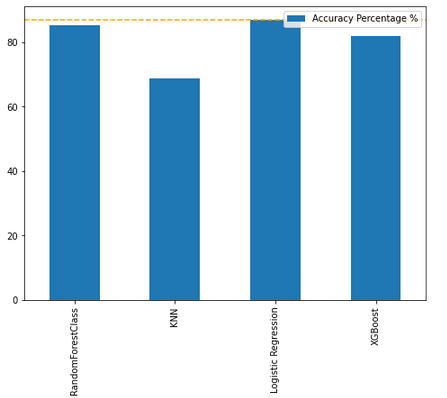 Accuracy Percentage %
80
60
40
20
0
RandomForestClass
KNN
Logistic Regression
XGBoost